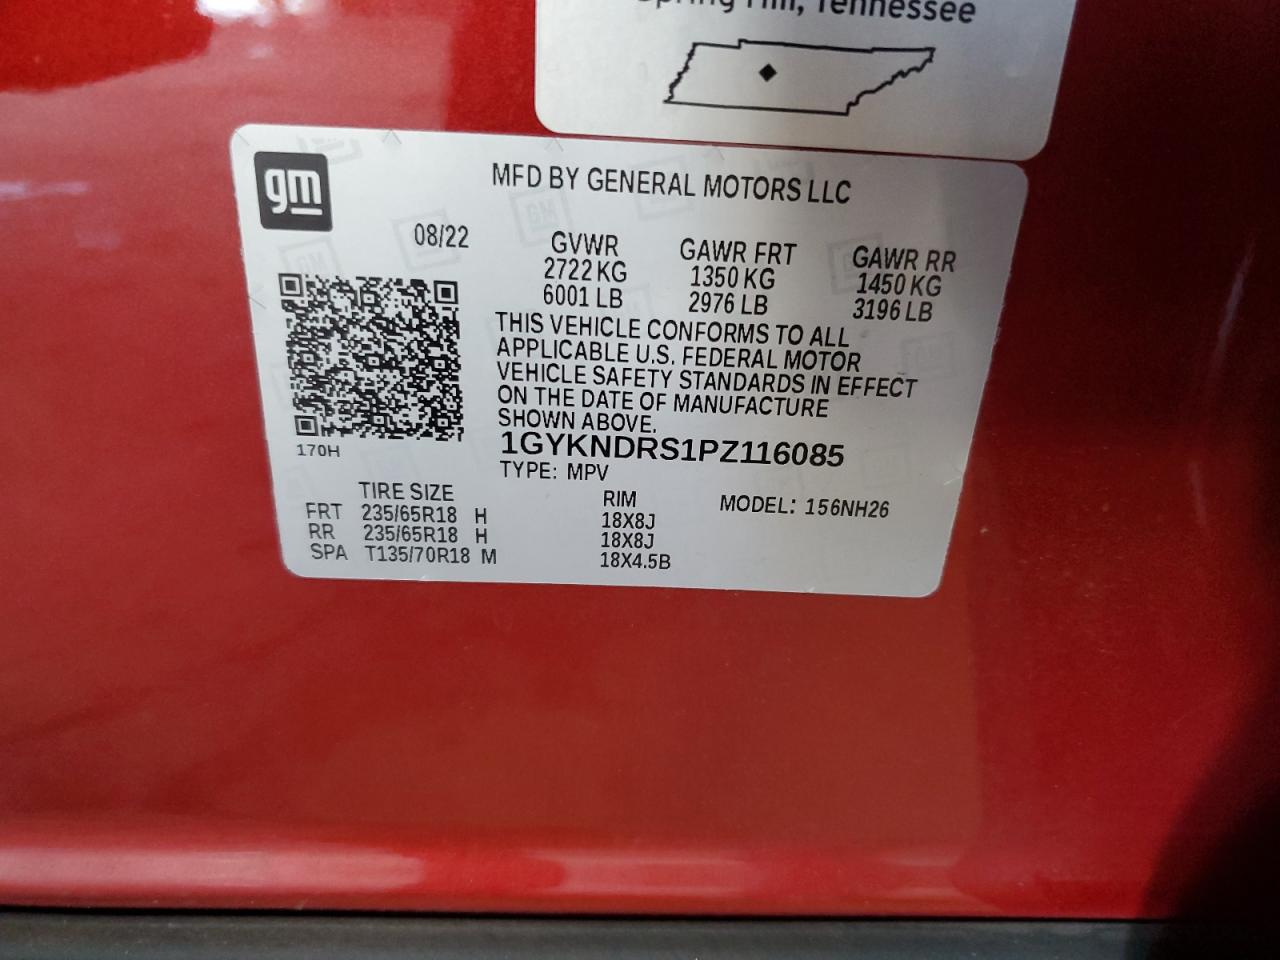 Spring Hill, Tennessee
gm
MFD BY GENERAL MOTORS LLC
08/22
GVWR GAWR FRT GAWR RR
2722 KG 1350 KG 1450 KG
6001 LB 2976 LB 3196 LB
THIS VEHICLE CONFORMS TO ALL
APPLICABLE U.S. FEDERAL MOTOR
VEHICLE SAFETY STANDARDS IN EFFECT
ON THE DATE OF MANUFACTURE
SHOWN ABOVE.
170H
1GYKNDRS1PZ116085
TYPE: MPV
TIRE SIZE RIM MODEL: 156NH26
FRT 235/65R18 H 18X8J
RR 235/65R18 H 18X8J
SPA T135/70R18 M 18X4.5B